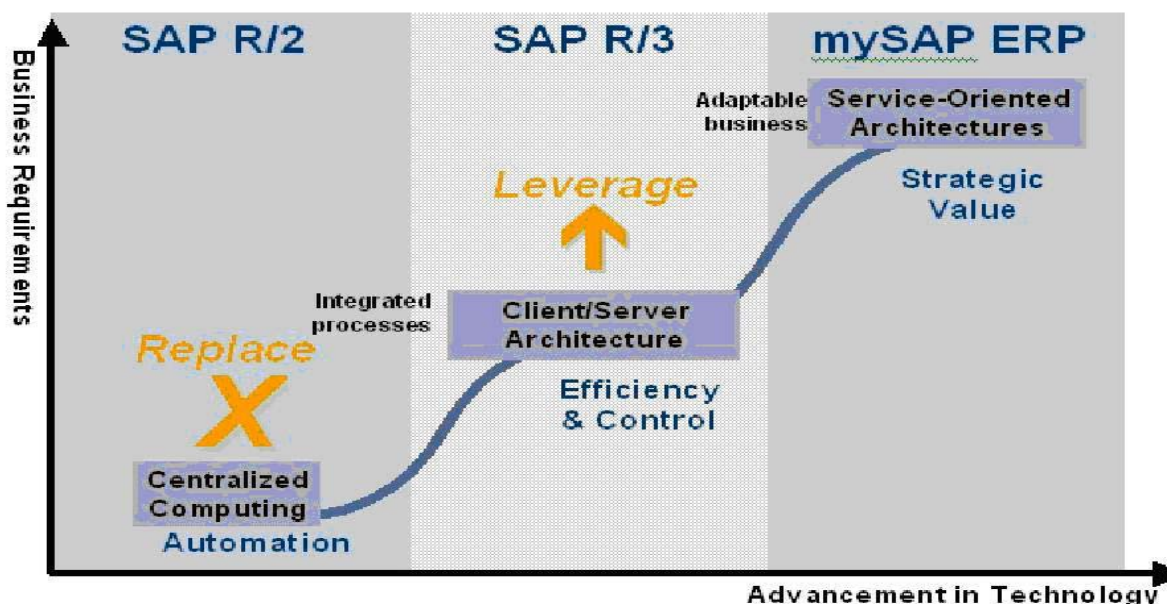 SAP R/2
SAP R/3
mySAP ERP
Business Requirements
Adaptable
business
Service-Oriented
Architectures
Strategic
Value
Leverage
Integrated
processes
Client/Server
Architecture
Efficiency
& Control
Replace
X
Centralized
Computing
Automation
Advancement in Technology